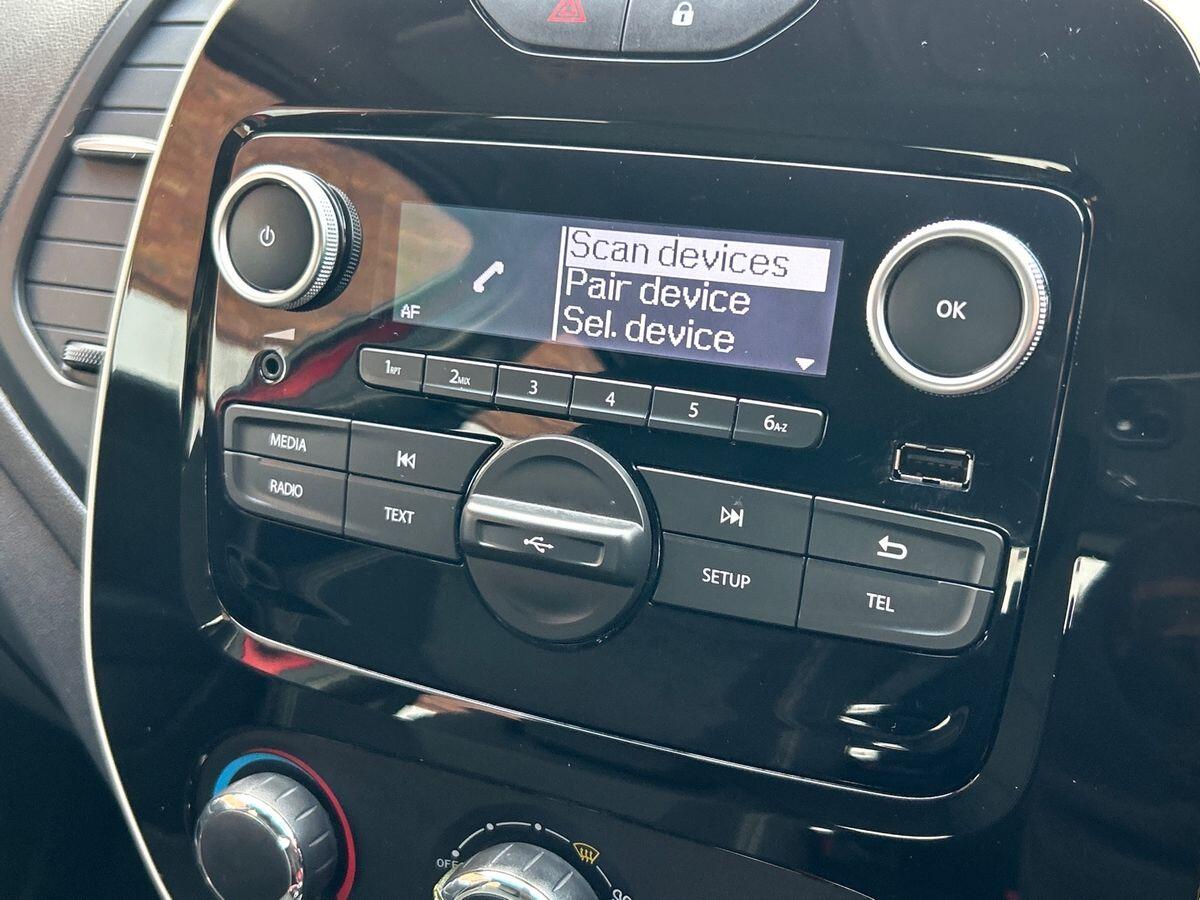 Scan devices
Pair device
Sel. device
AF
OK
1RPT
2MIX
3
4
5
6A-Z
MEDIA
RADIO
TEXT
SETUP
TEL
OFF